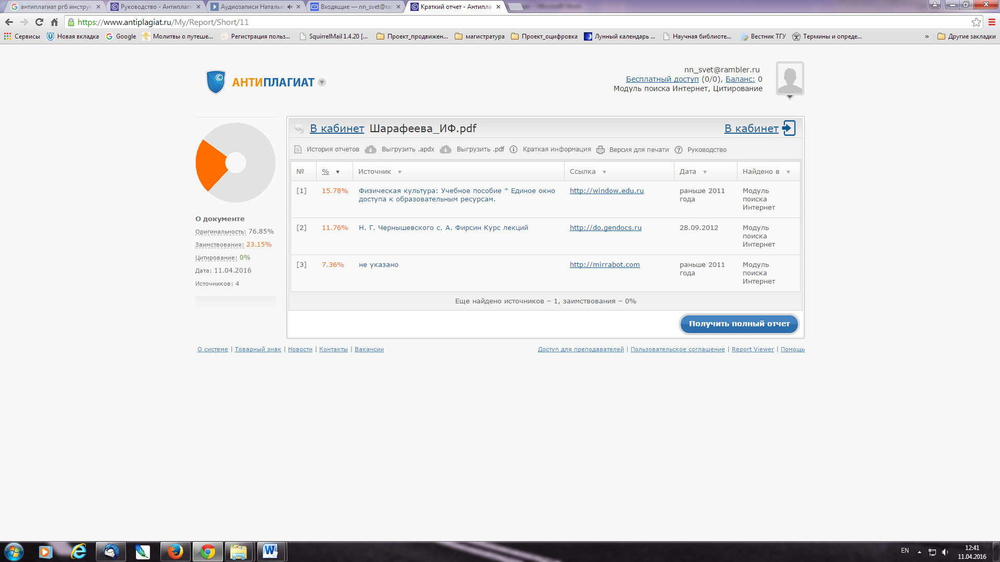 антиплагиат ргб инструк
Руководство - Антиплаги
Аудиозаписи Натальи
Входящие — nn_svet@ra
Краткий отчет - Антипла
https://www.antiplagiat.ru/My/Report/Short/11
Сервисы
Новая вкладка
Google
Молитвы о путеше...
Регистрация польз...
SquirrelMail 1.4.20 [...
Проект_продвижен...
магистратура
Проект_оцифровка
Лунный календарь ...
Научная библиоте...
Вестник ТГУ
Термины и опреде...
»
Другие закладки
© АНТИПЛАГИАТ
nn_svet@rambler.ru
Бесплатный доступ (0/0), Баланс: 0
Модуль поиска Интернет, Цитирование
О документе
Оригинальность: 76.85%
Заимствования: 23.15%
Цитирование: 0%
Дата: 11.04.2016
Источников: 4
В кабинет Шарафеева_ИФ.pdf
В кабинет
История отчетов
Выгрузить .apdx
Выгрузить .pdf
Краткая информация
Версия для печати
Руководство
№ % Источник Ссылка Дата Найдено в
[1] 15.78% Физическая культура: Учебное пособие * Единое окно
доступа к образовательным ресурсам.
http://window.edu.ru
раньше 2011
года
Модуль
поиска
Интернет
[2] 11.76% Н. Г. Чернышевского с. А. Фирсин Курс лекций
http://do.gendocs.ru
28.09.2012
Модуль
поиска
Интернет
[3] 7.36% не указано
http://mirrabot.com
раньше 2011
года
Модуль
поиска
Интернет
Еще найдено источников – 1, заимствования – 0%
Получить полный отчет
О системе | Товарный знак | Новости | Контакты | Вакансии
Доступ для преподавателей | Пользовательское соглашение | Report Viewer | Помощь
EN
12:41
11.04.2016